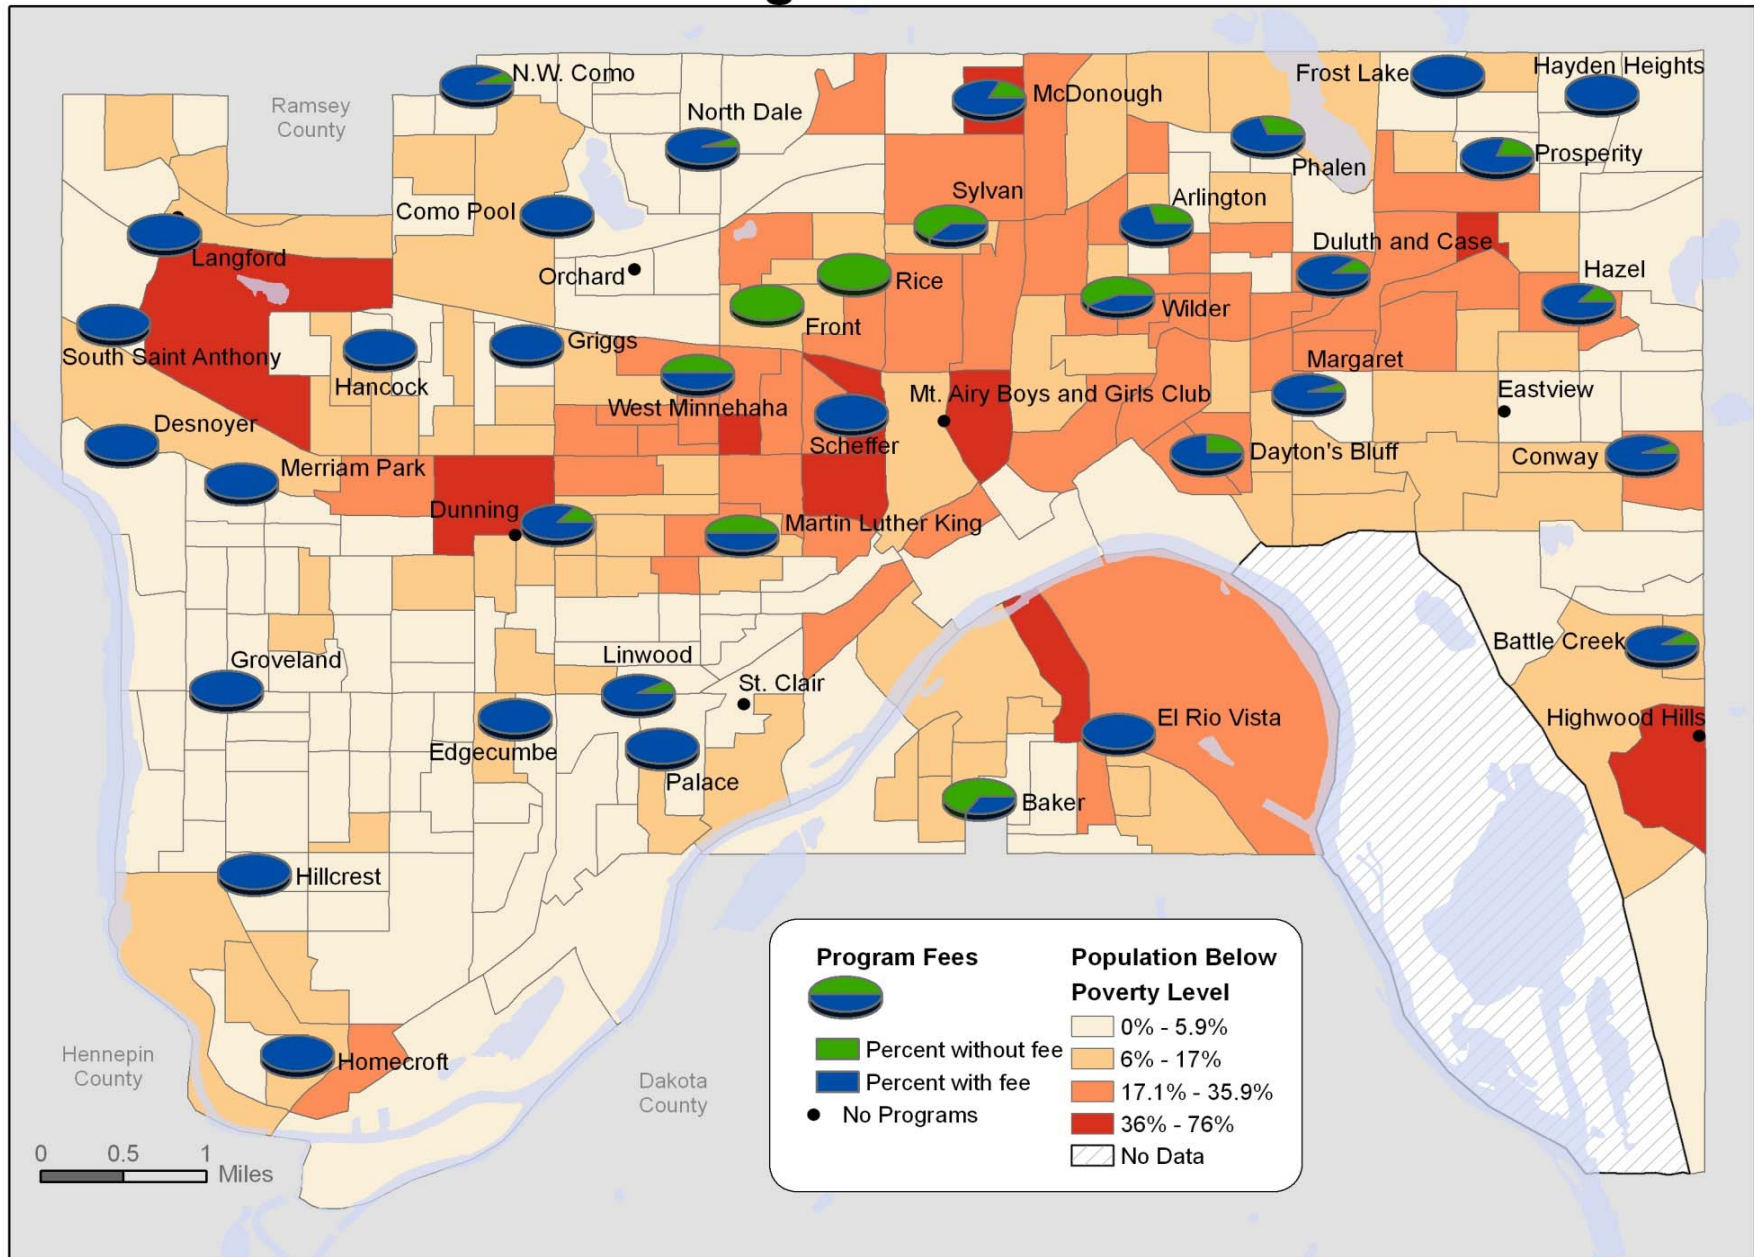 N.W. Como
Ramsey
County
North Dale
McDonough
Frost Lake
Hayden Heights
Phalen
Prosperity
Sylvan
Arlington
Como Pool
Langford
Orchard
Rice
Duluth and Case
Hazel
Wilder
Front
South Saint Anthony
Hancock
Griggs
West Minnehaha
Scheffer
Mt. Airy Boys and Girls Club
Margaret
Eastview
Desnoyer
Merriam Park
Dayton's Bluff
Conway
Dunning
Martin Luther King
Groveland
Linwood
St. Clair
Battle Creek
Edgecumbe
Palace
El Rio Vista
Highwood Hills
Baker
Hillcrest
Homecroft
Hennepin
County
Dakota
County
Program Fees
Percent without fee
Percent with fee
No Programs
Population Below
Poverty Level
0% - 5.9%
6% - 17%
17.1% - 35.9%
36% - 76%
No Data
0 0.5 1
Miles